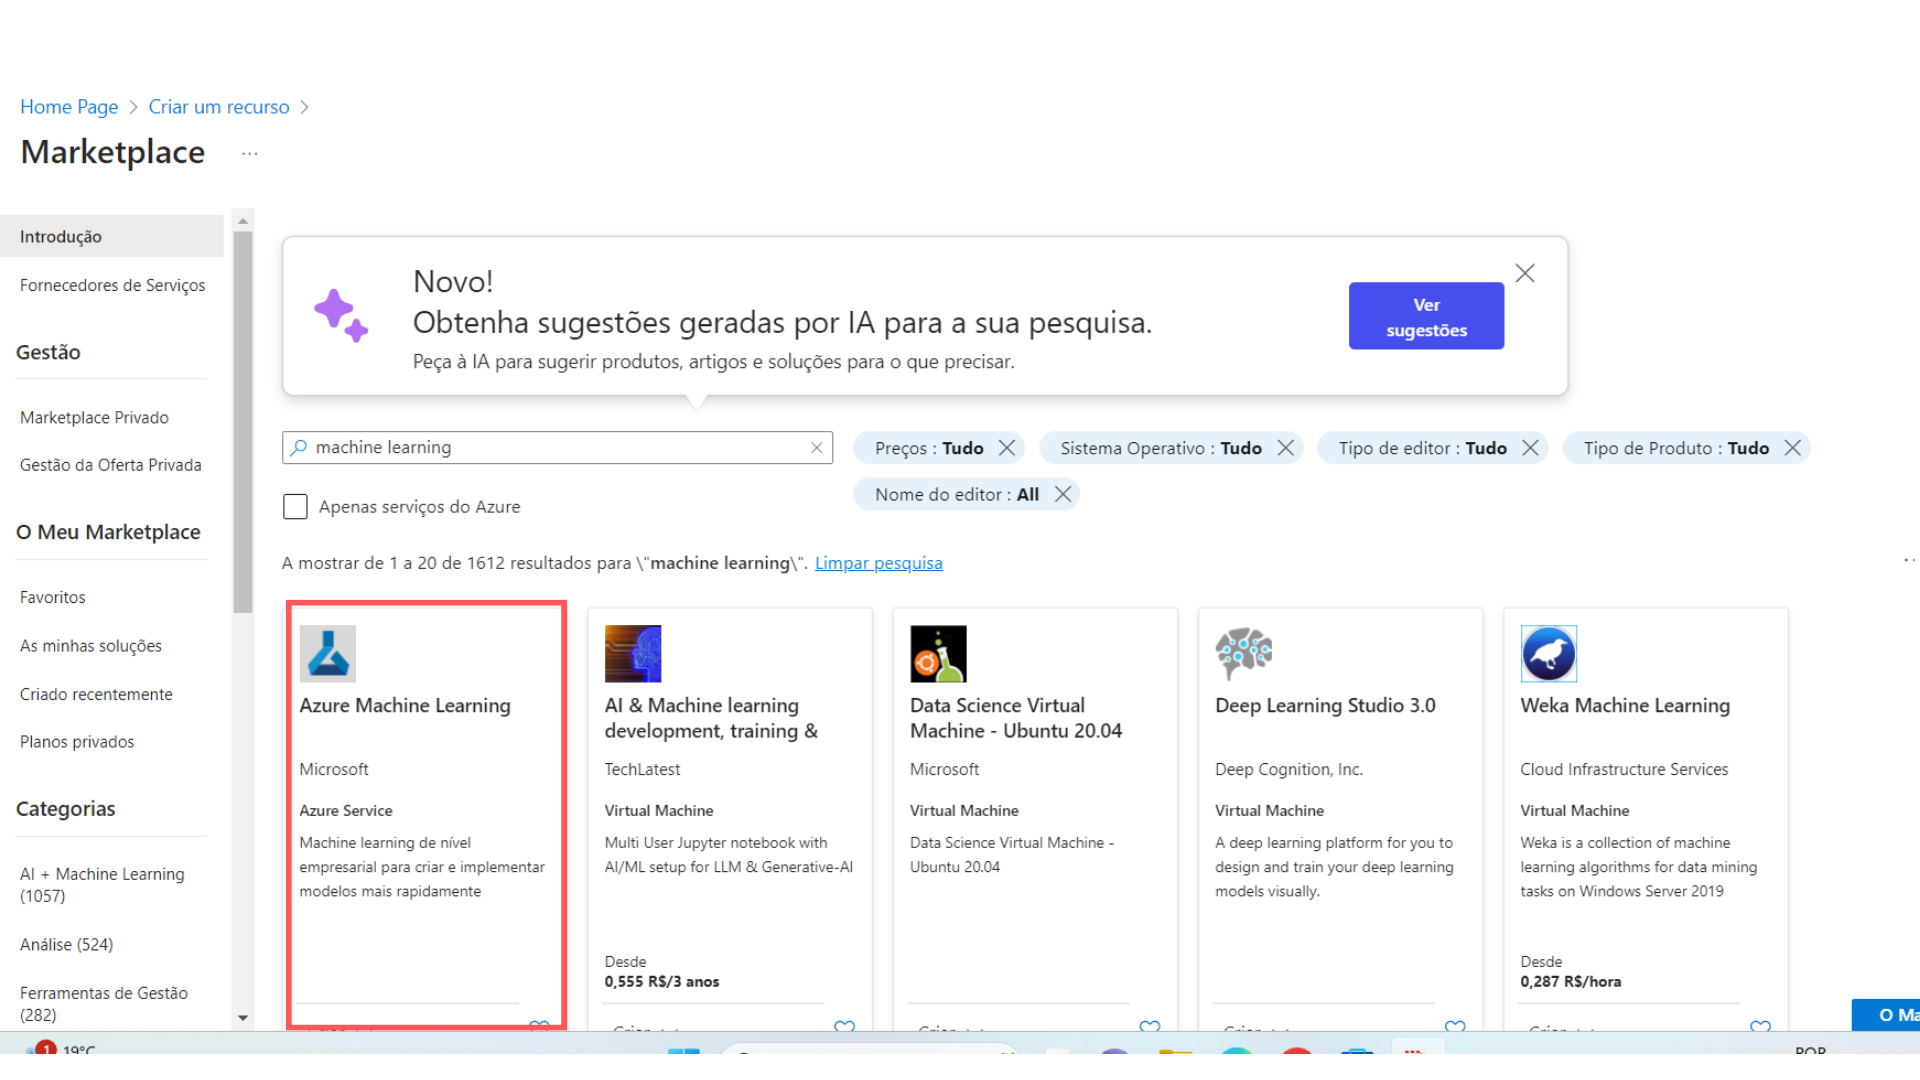 Home Page > Criar um recurso >
Marketplace ...
Introdução
Fornecedores de Serviços
Gestão
Marketplace Privado
Gestão da Oferta Privada
O Meu Marketplace
Favoritos
As minhas soluções
Criado recentemente
Planos privados
Categorias
AI + Machine Learning
(1057)
Análise (524)
Ferramentas de Gestão
(282)
Novo!
Obtenha sugestões geradas por IA para a sua pesquisa.
Peça à IA para sugerir produtos, artigos e soluções para o que precisar.
Ver
sugestões
machine learning
Preços : Tudo
Sistema Operativo : Tudo
Tipo de editor : Tudo
Tipo de Produto : Tudo
Nome do editor : All
Apenas serviços do Azure
A mostrar de 1 a 20 de 1612 resultados para \"machine learning\". Limpar pesquisa
Azure Machine Learning
Microsoft
Azure Service
Machine learning de nível
empresarial para criar e implementar
modelos mais rapidamente
AI & Machine learning
development, training &
TechLatest
Virtual Machine
Multi User Jupyter notebook with
AI/ML setup for LLM & Generative-AI
Desde
0,555 R$/3 anos
Data Science Virtual
Machine - Ubuntu 20.04
Microsoft
Virtual Machine
Data Science Virtual Machine -
Ubuntu 20.04
Deep Learning Studio 3.0
Deep Cognition, Inc.
Virtual Machine
A deep learning platform for you to
design and train your deep learning
models visually.
Weka Machine Learning
Cloud Infrastructure Services
Virtual Machine
Weka is a collection of machine
learning algorithms for data mining
tasks on Windows Server 2019
Desde
0,287 R$/hora
O Ma
1
19°C
POR